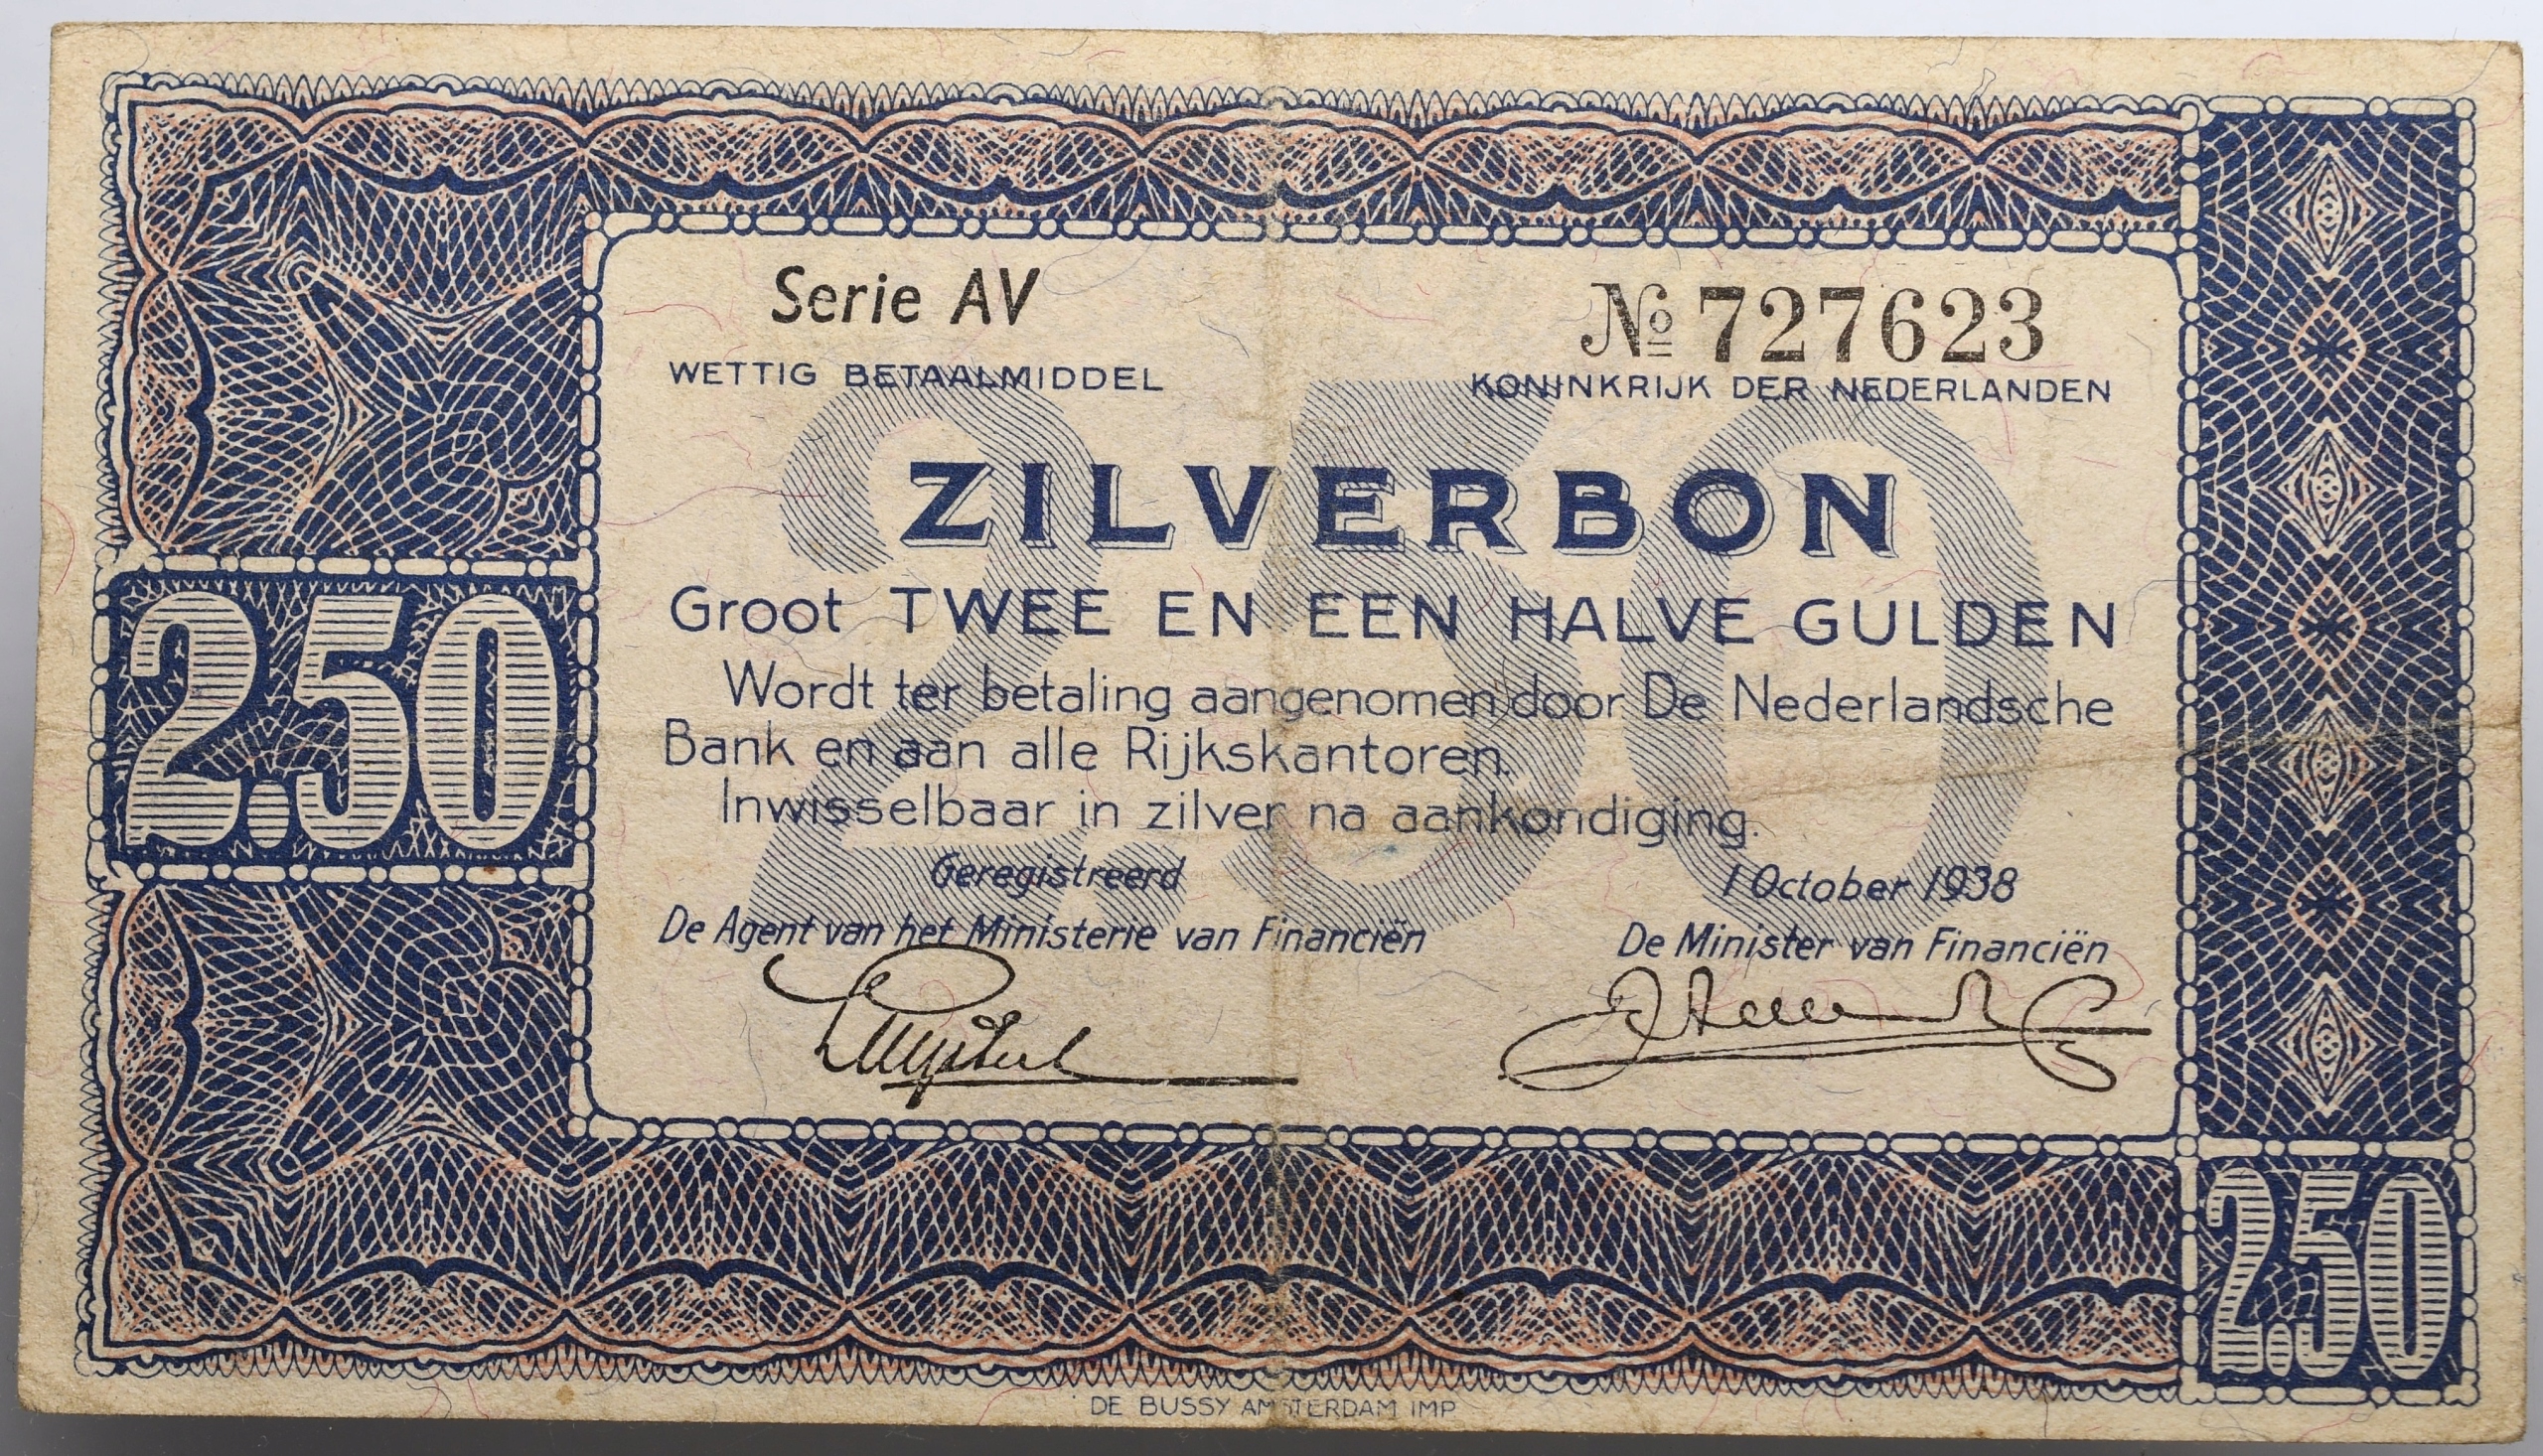 Serie AV
№ 727623
WETTIG BETAALMIDDEL
KONINKRIJK DER NEDERLANDEN
2.50
ZILVERBON
Groot TWEE EN EEN HALVE GULDEN
2.50
Wordt ter betaling aangenomen door De Nederlandsche
Bank en aan alle Rijkskantoren.
Inwisselbaar in zilver na aankondiging.
Geregistreerd
1 October 1938
De Agent van het Ministerie van Financiën
De Minister van Financiën
2.50
DE BUSSY AMSTERDAM IMP